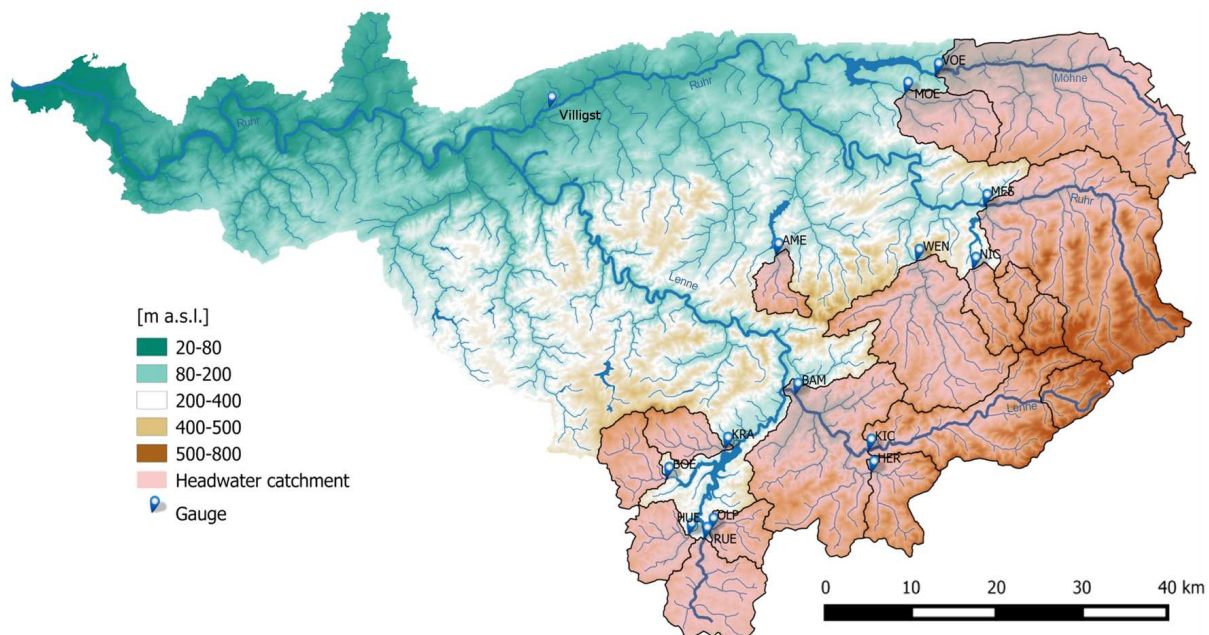 VOE
Möhne
Ruhr
MOE
Villigst
Ruhr
MES
Ruhr
AME
WEN
NIC
Lenne
[m a.s.l.]
20-80
80-200
200-400
400-500
500-800
Headwater catchment
Gauge
BAM
Lenne
KRA
KIC
BOE
HER
HUE
OLP
RUE
0 10 20 30 40 km